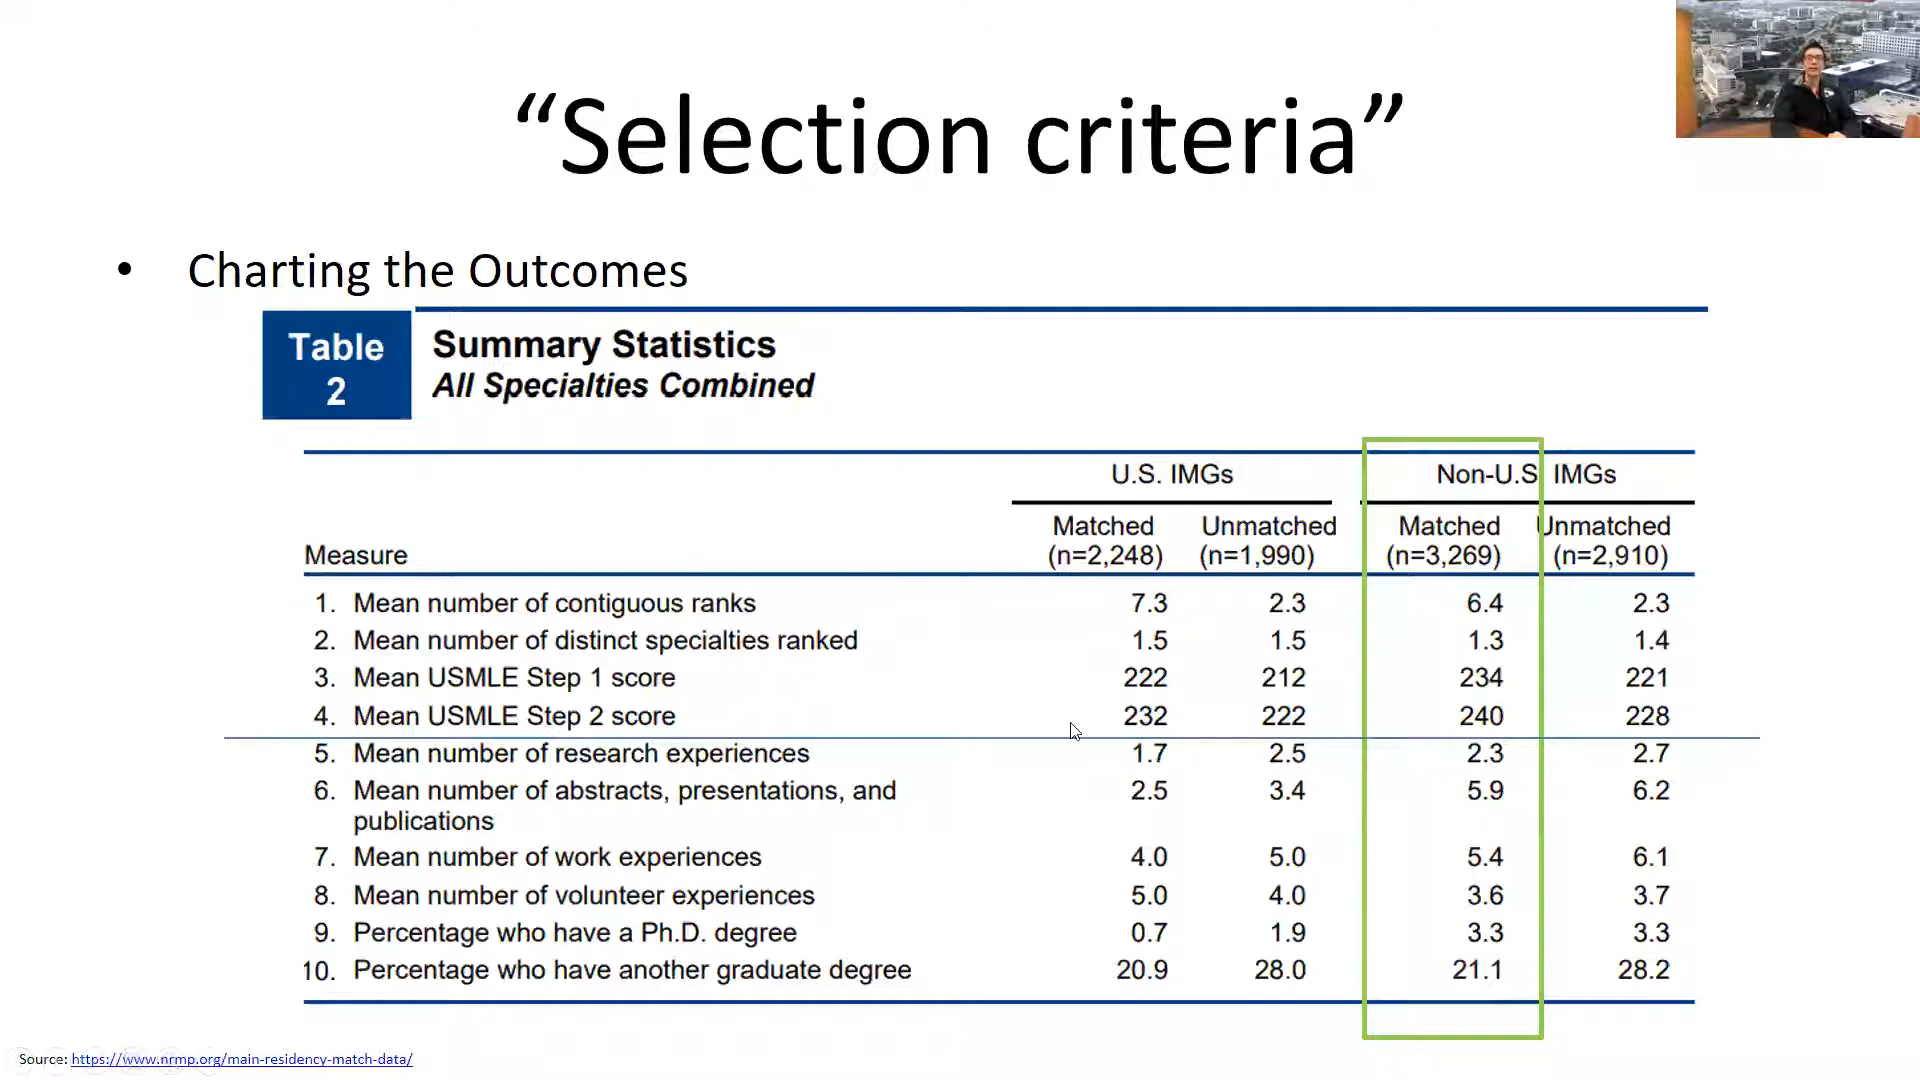 “Selection criteria”
• Charting the Outcomes
Table
2
Summary Statistics
All Specialties Combined
U.S. IMGs Non-U.S. IMGs
Matched Unmatched Matched Unmatched
Measure (n=2,248) (n=1,990) (n=3,269) (n=2,910)
1. Mean number of contiguous ranks 7.3 2.3 6.4 2.3
2. Mean number of distinct specialties ranked 1.5 1.5 1.3 1.4
3. Mean USMLE Step 1 score 222 212 234 221
4. Mean USMLE Step 2 score 232 222 240 228
5. Mean number of research experiences 1.7 2.5 2.3 2.7
6. Mean number of abstracts, presentations, and 2.5 3.4 5.9 6.2
publications
7. Mean number of work experiences 4.0 5.0 5.4 6.1
8. Mean number of volunteer experiences 5.0 4.0 3.6 3.7
9. Percentage who have a Ph.D. degree 0.7 1.9 3.3 3.3
10. Percentage who have another graduate degree 20.9 28.0 21.1 28.2
Source: https://www.nrmp.org/main-residency-match-data/